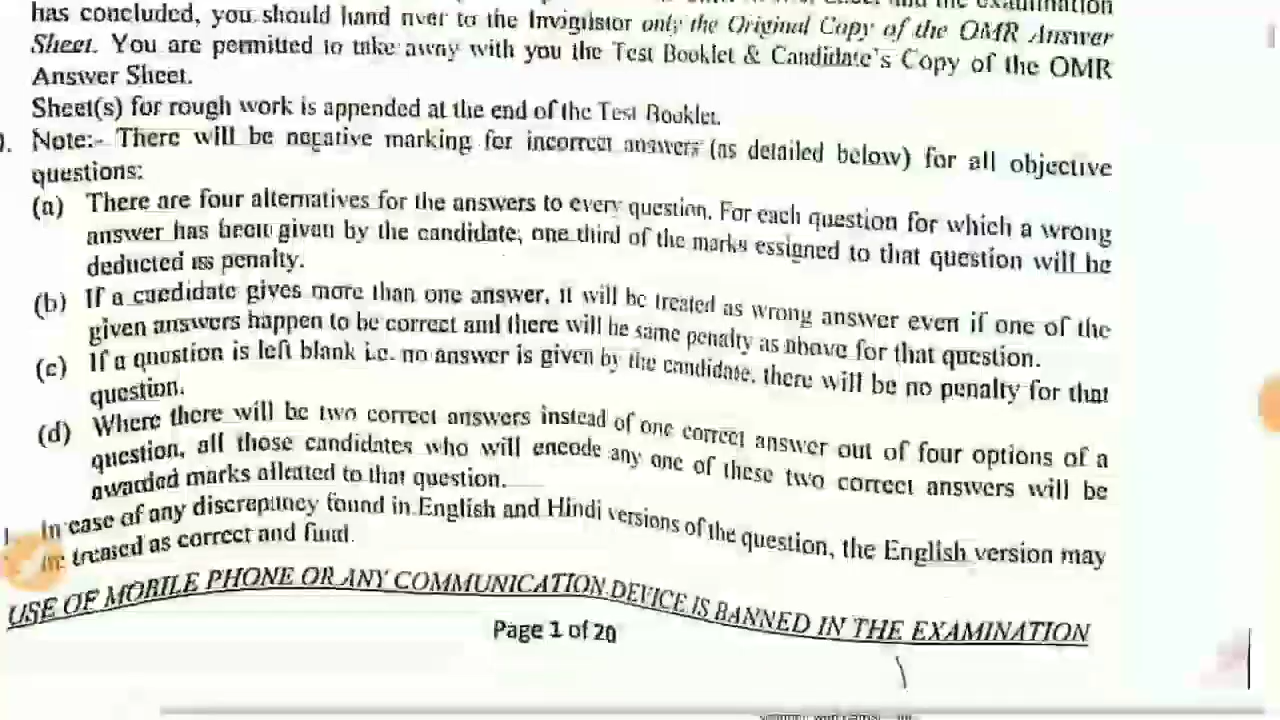 has concluded, you should hand over to the Invigilator only the Original Copy of the OMR Answer
Sheet. You are permitted to take away with you the Test Booklet & Candidate's Copy of the OMR
Answer Sheet.
Sheet(s) for rough work is appended at the end of the Test Booklet.
Note:- There will be negative marking for incorrect answers (as detailed below) for all objective
questions:
(a) There are four alternatives for the answers to every question. For each question for which a wrong
answer has been given by the candidate, one third of the marks assigned to that question will be
deducted as penalty.
(b) If a candidate gives more than one answer, it will be treated as wrong answer even if one of the
given answers happen to be correct and there will be same penalty as above for that question.
(c) If a question is left blank i.e. no answer is given by the candidate, there will be no penalty for that
question.
(d) Where there will be two correct answers instead of one correct answer out of four options of a
question, all those candidates who will encode any one of these two correct answers will be
awarded marks allotted to that question.
In case of any discrepancy found in English and Hindi versions of the question, the English version may
be treated as correct and final.
USE OF MOBILE PHONE OR ANY COMMUNICATION DEVICE IS BANNED IN THE EXAMINATION
Page 1 of 20